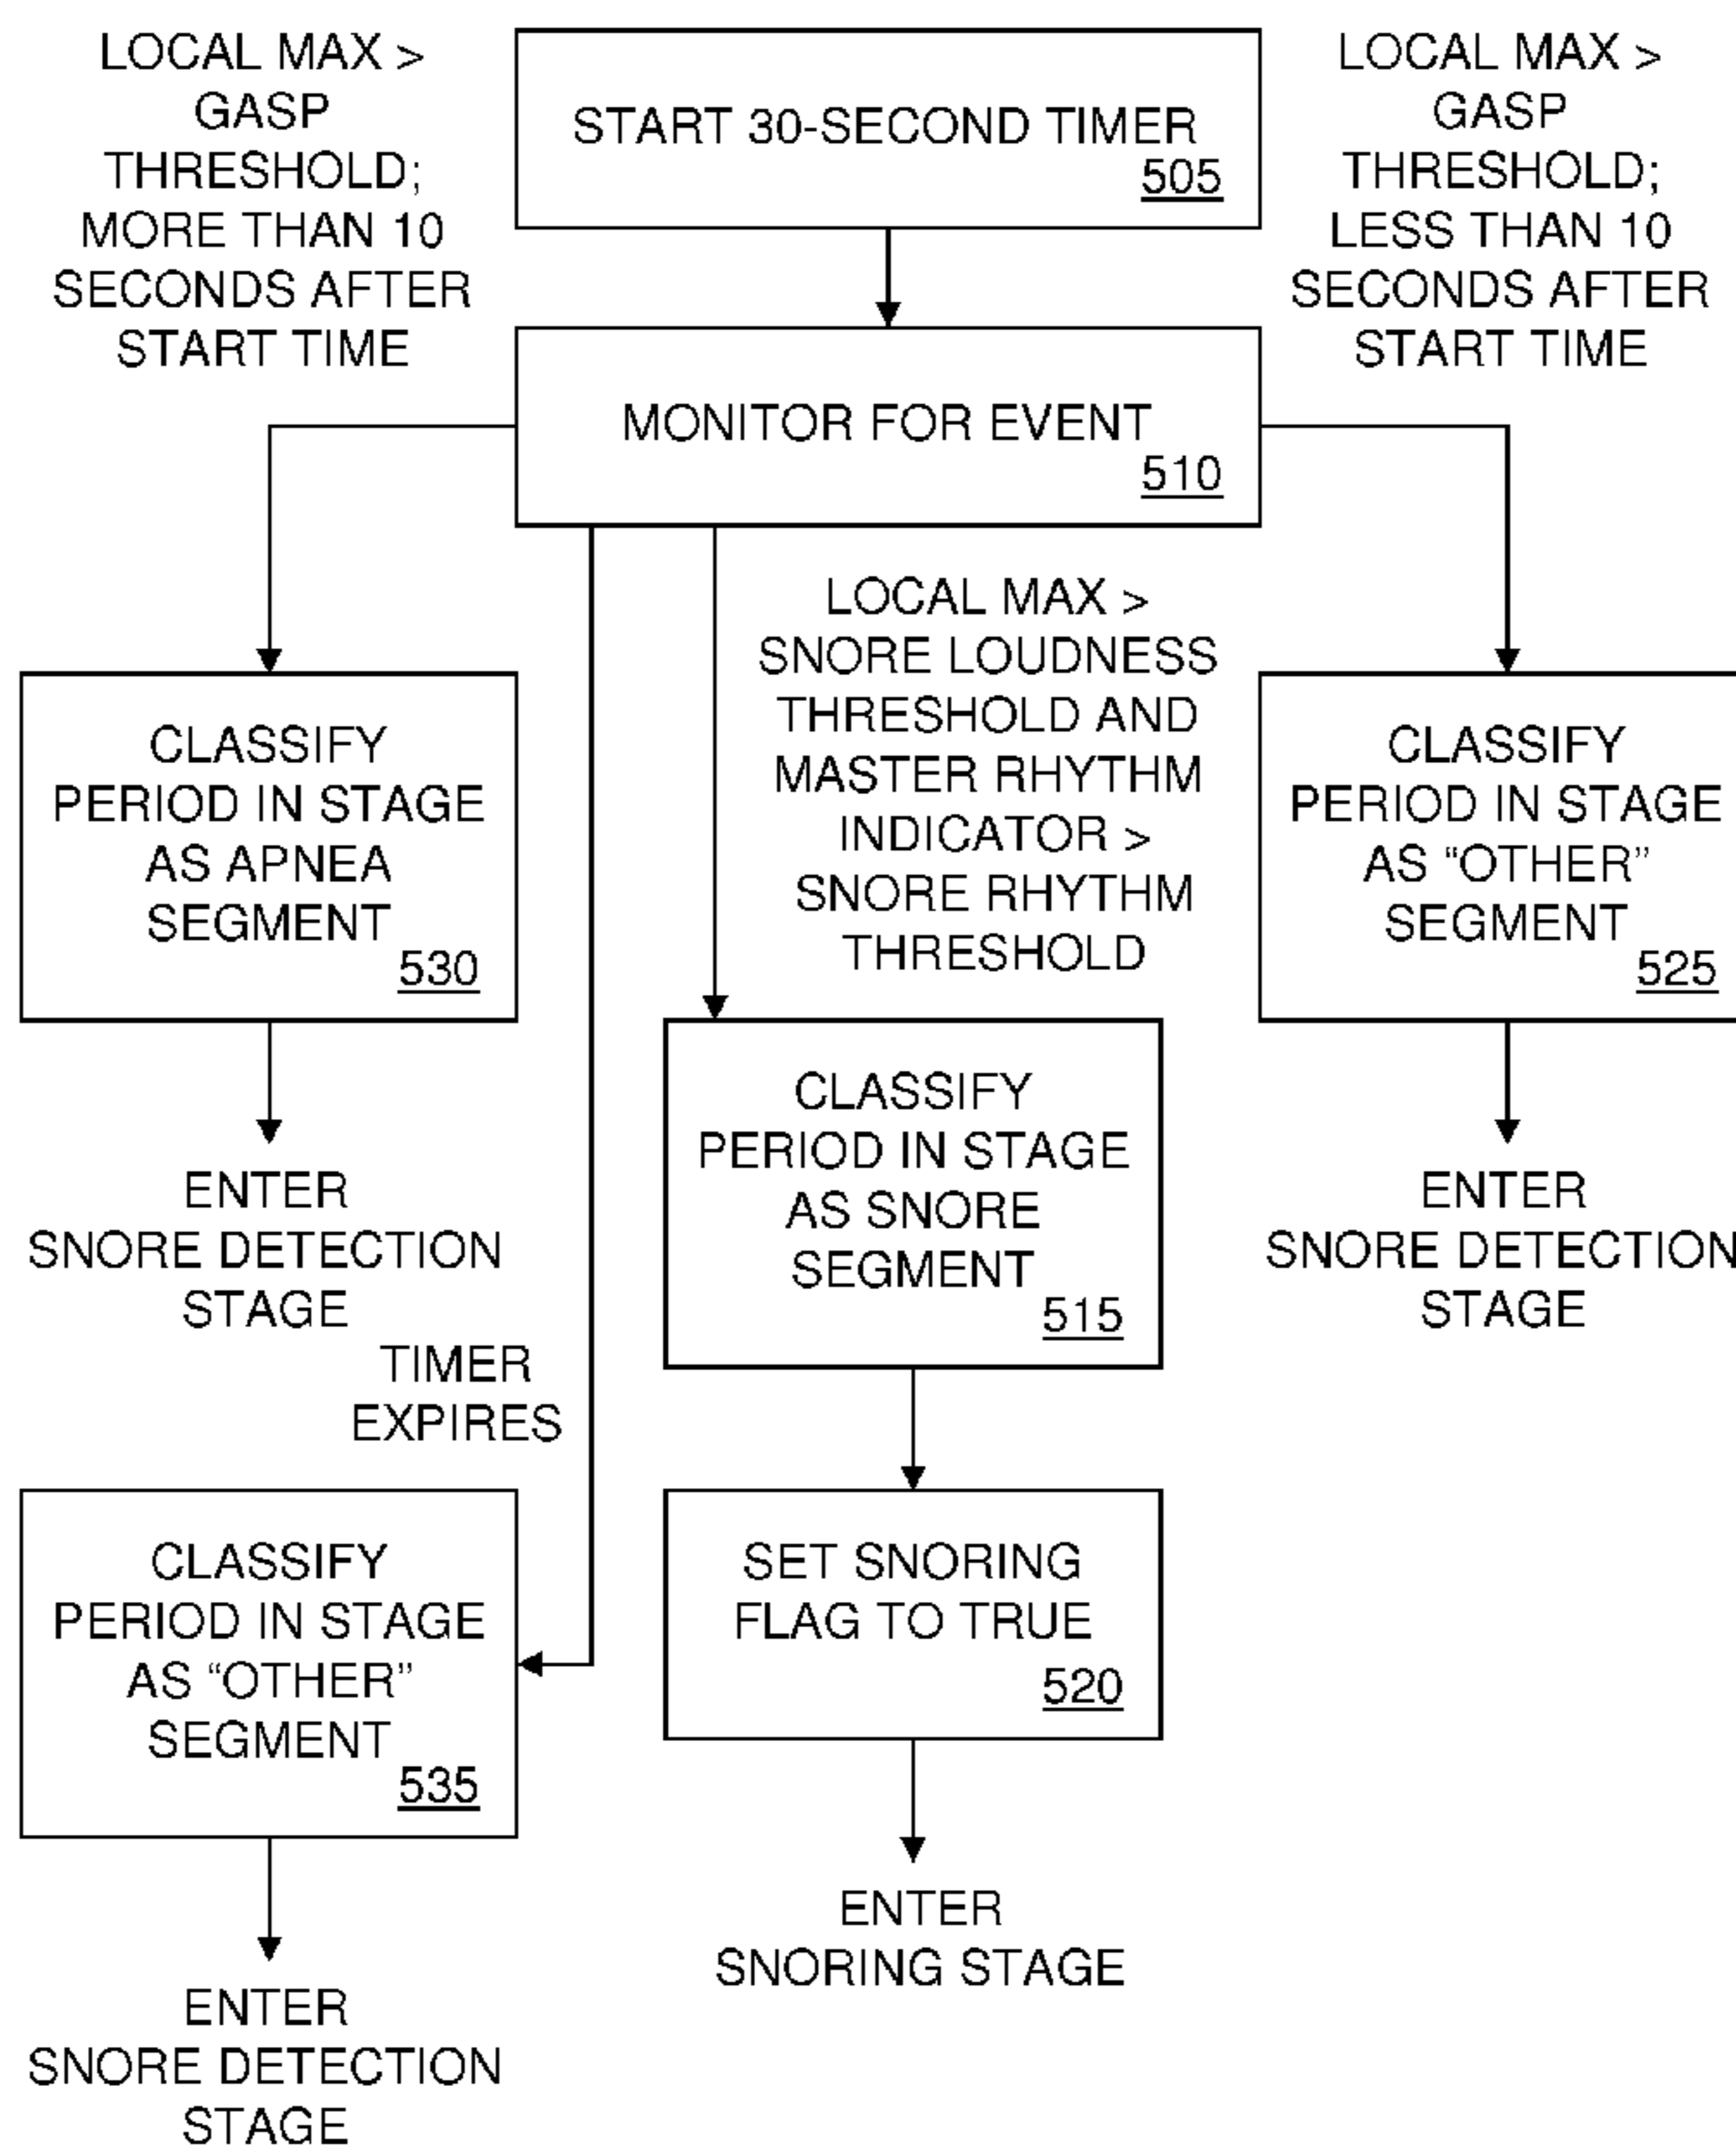 LOCAL MAX >
GASP
THRESHOLD;
MORE THAN 10
SECONDS AFTER
START TIME
START 30-SECOND TIMER
505
LOCAL MAX >
GASP
THRESHOLD;
LESS THAN 10
SECONDS AFTER
START TIME
MONITOR FOR EVENT
510
LOCAL MAX >
SNORE LOUDNESS
THRESHOLD AND
MASTER RHYTHM
INDICATOR >
SNORE RHYTHM
THRESHOLD
CLASSIFY
PERIOD IN STAGE
AS APNEA
SEGMENT
530
CLASSIFY
PERIOD IN STAGE
AS “OTHER”
SEGMENT
525
ENTER
SNORE DETECTION
STAGE
CLASSIFY
PERIOD IN STAGE
AS SNORE
SEGMENT
515
ENTER
SNORE DETECTION
STAGE
TIMER
EXPIRES
CLASSIFY
PERIOD IN STAGE
AS “OTHER”
SEGMENT
535
SET SNORING
FLAG TO TRUE
520
ENTER
SNORING STAGE
ENTER
SNORE DETECTION
STAGE